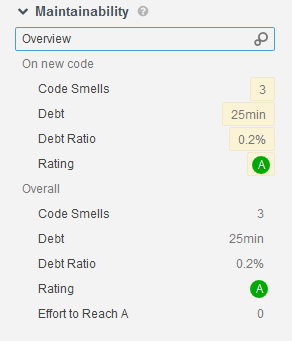 Maintainability ?
Overview
On new code
Code Smells 3
Debt 25min
Debt Ratio 0.2%
Rating A
Overall
Code Smells 3
Debt 25min
Debt Ratio 0.2%
Rating A
Effort to Reach A 0